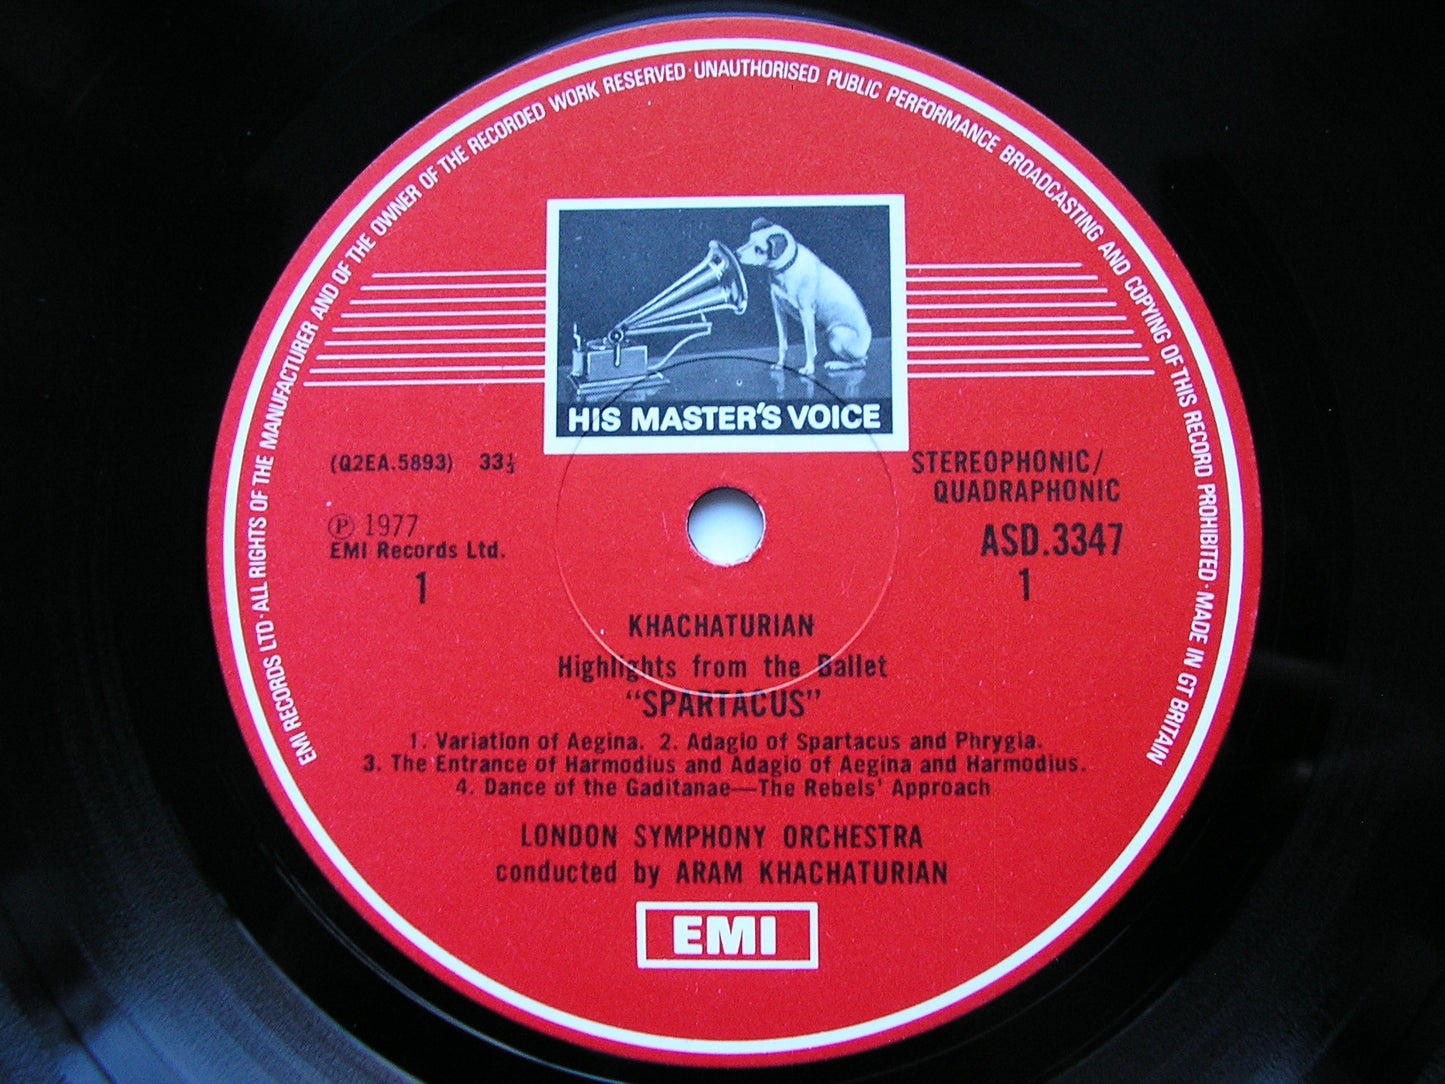 EMI RECORDS LTD · ALL RIGHTS OF THE MANUFACTURER AND OF THE OWNER OF THE RECORDED WORK RESERVED · UNAUTHORISED PUBLIC PERFORMANCE BROADCASTING AND COPYING OF THIS RECORD PROHIBITED · MADE IN GT BRITAIN
HIS MASTER'S VOICE
(Q2EA.5893) 33⅓
STEREOPHONIC/
QUADRAPHONIC
℗ 1977
EMI Records Ltd.
ASD.3347
1
1
KHACHATURIAN
Highlights from the Ballet
"SPARTACUS"
1. Variation of Aegina. 2. Adagio of Spartacus and Phrygia.
3. The Entrance of Harmodius and Adagio of Aegina and Harmodius.
4. Dance of the Gaditanae—The Rebels' Approach
LONDON SYMPHONY ORCHESTRA
conducted by ARAM KHACHATURIAN
EMI